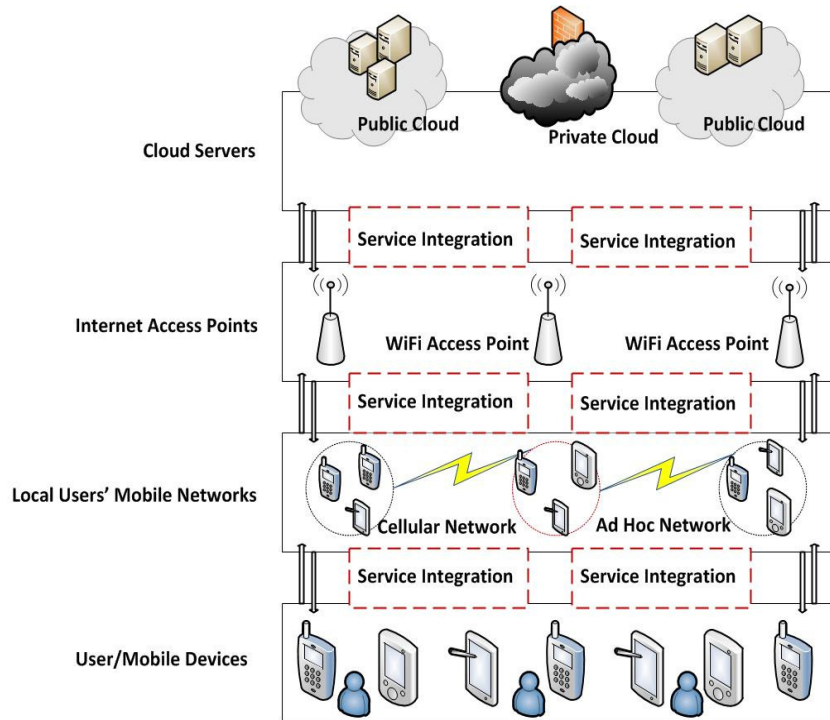 Public Cloud
Private Cloud
Public Cloud
Cloud Servers
Service Integration
Service Integration
Internet Access Points
WiFi Access Point
WiFi Access Point
Service Integration
Service Integration
Local Users’ Mobile Networks
Cellular Network
Ad Hoc Network
Service Integration
Service Integration
User/Mobile Devices